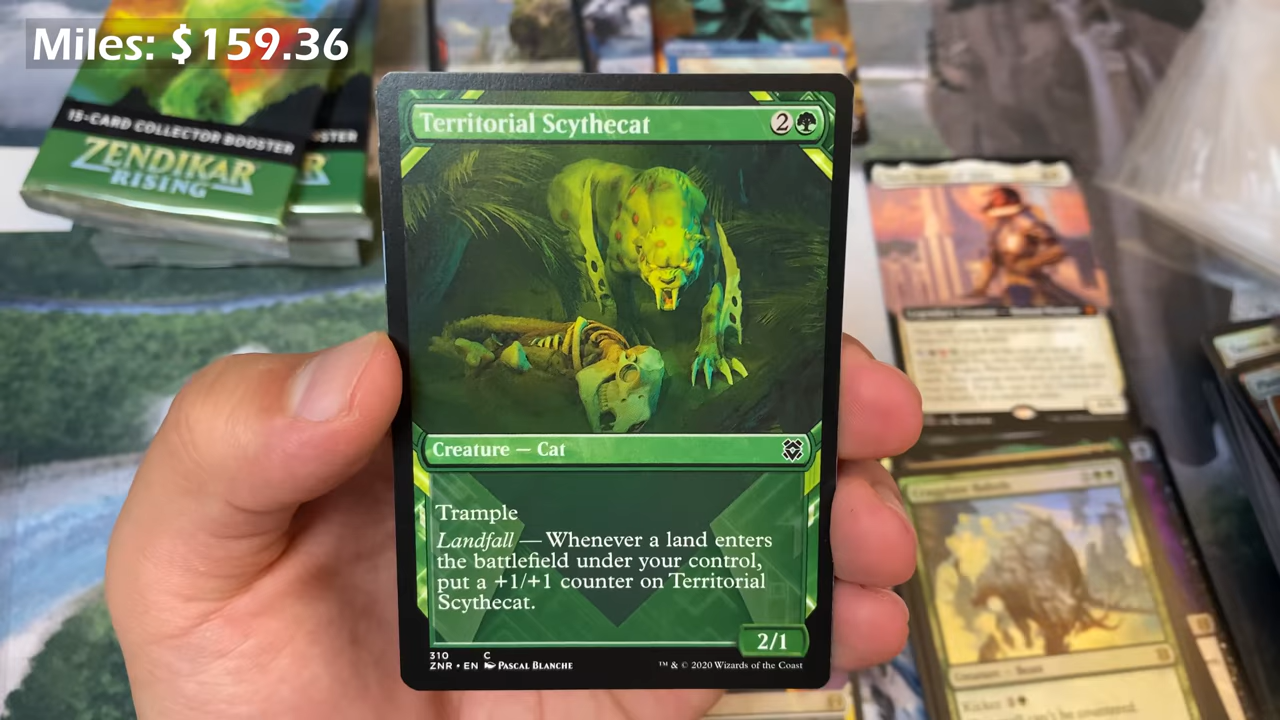 Miles: $159.36
15-CARD COLLECTOR BOOSTER
ZENDIKAR
RISING
Territorial Scythecat
2
Creature — Cat
Trample
Landfall — Whenever a land enters
the battlefield under your control,
put a +1/+1 counter on Territorial
Scythecat.
2/1
310 C
ZNR • EN PASCAL BLANCHE
™ & © 2020 Wizards of the Coast